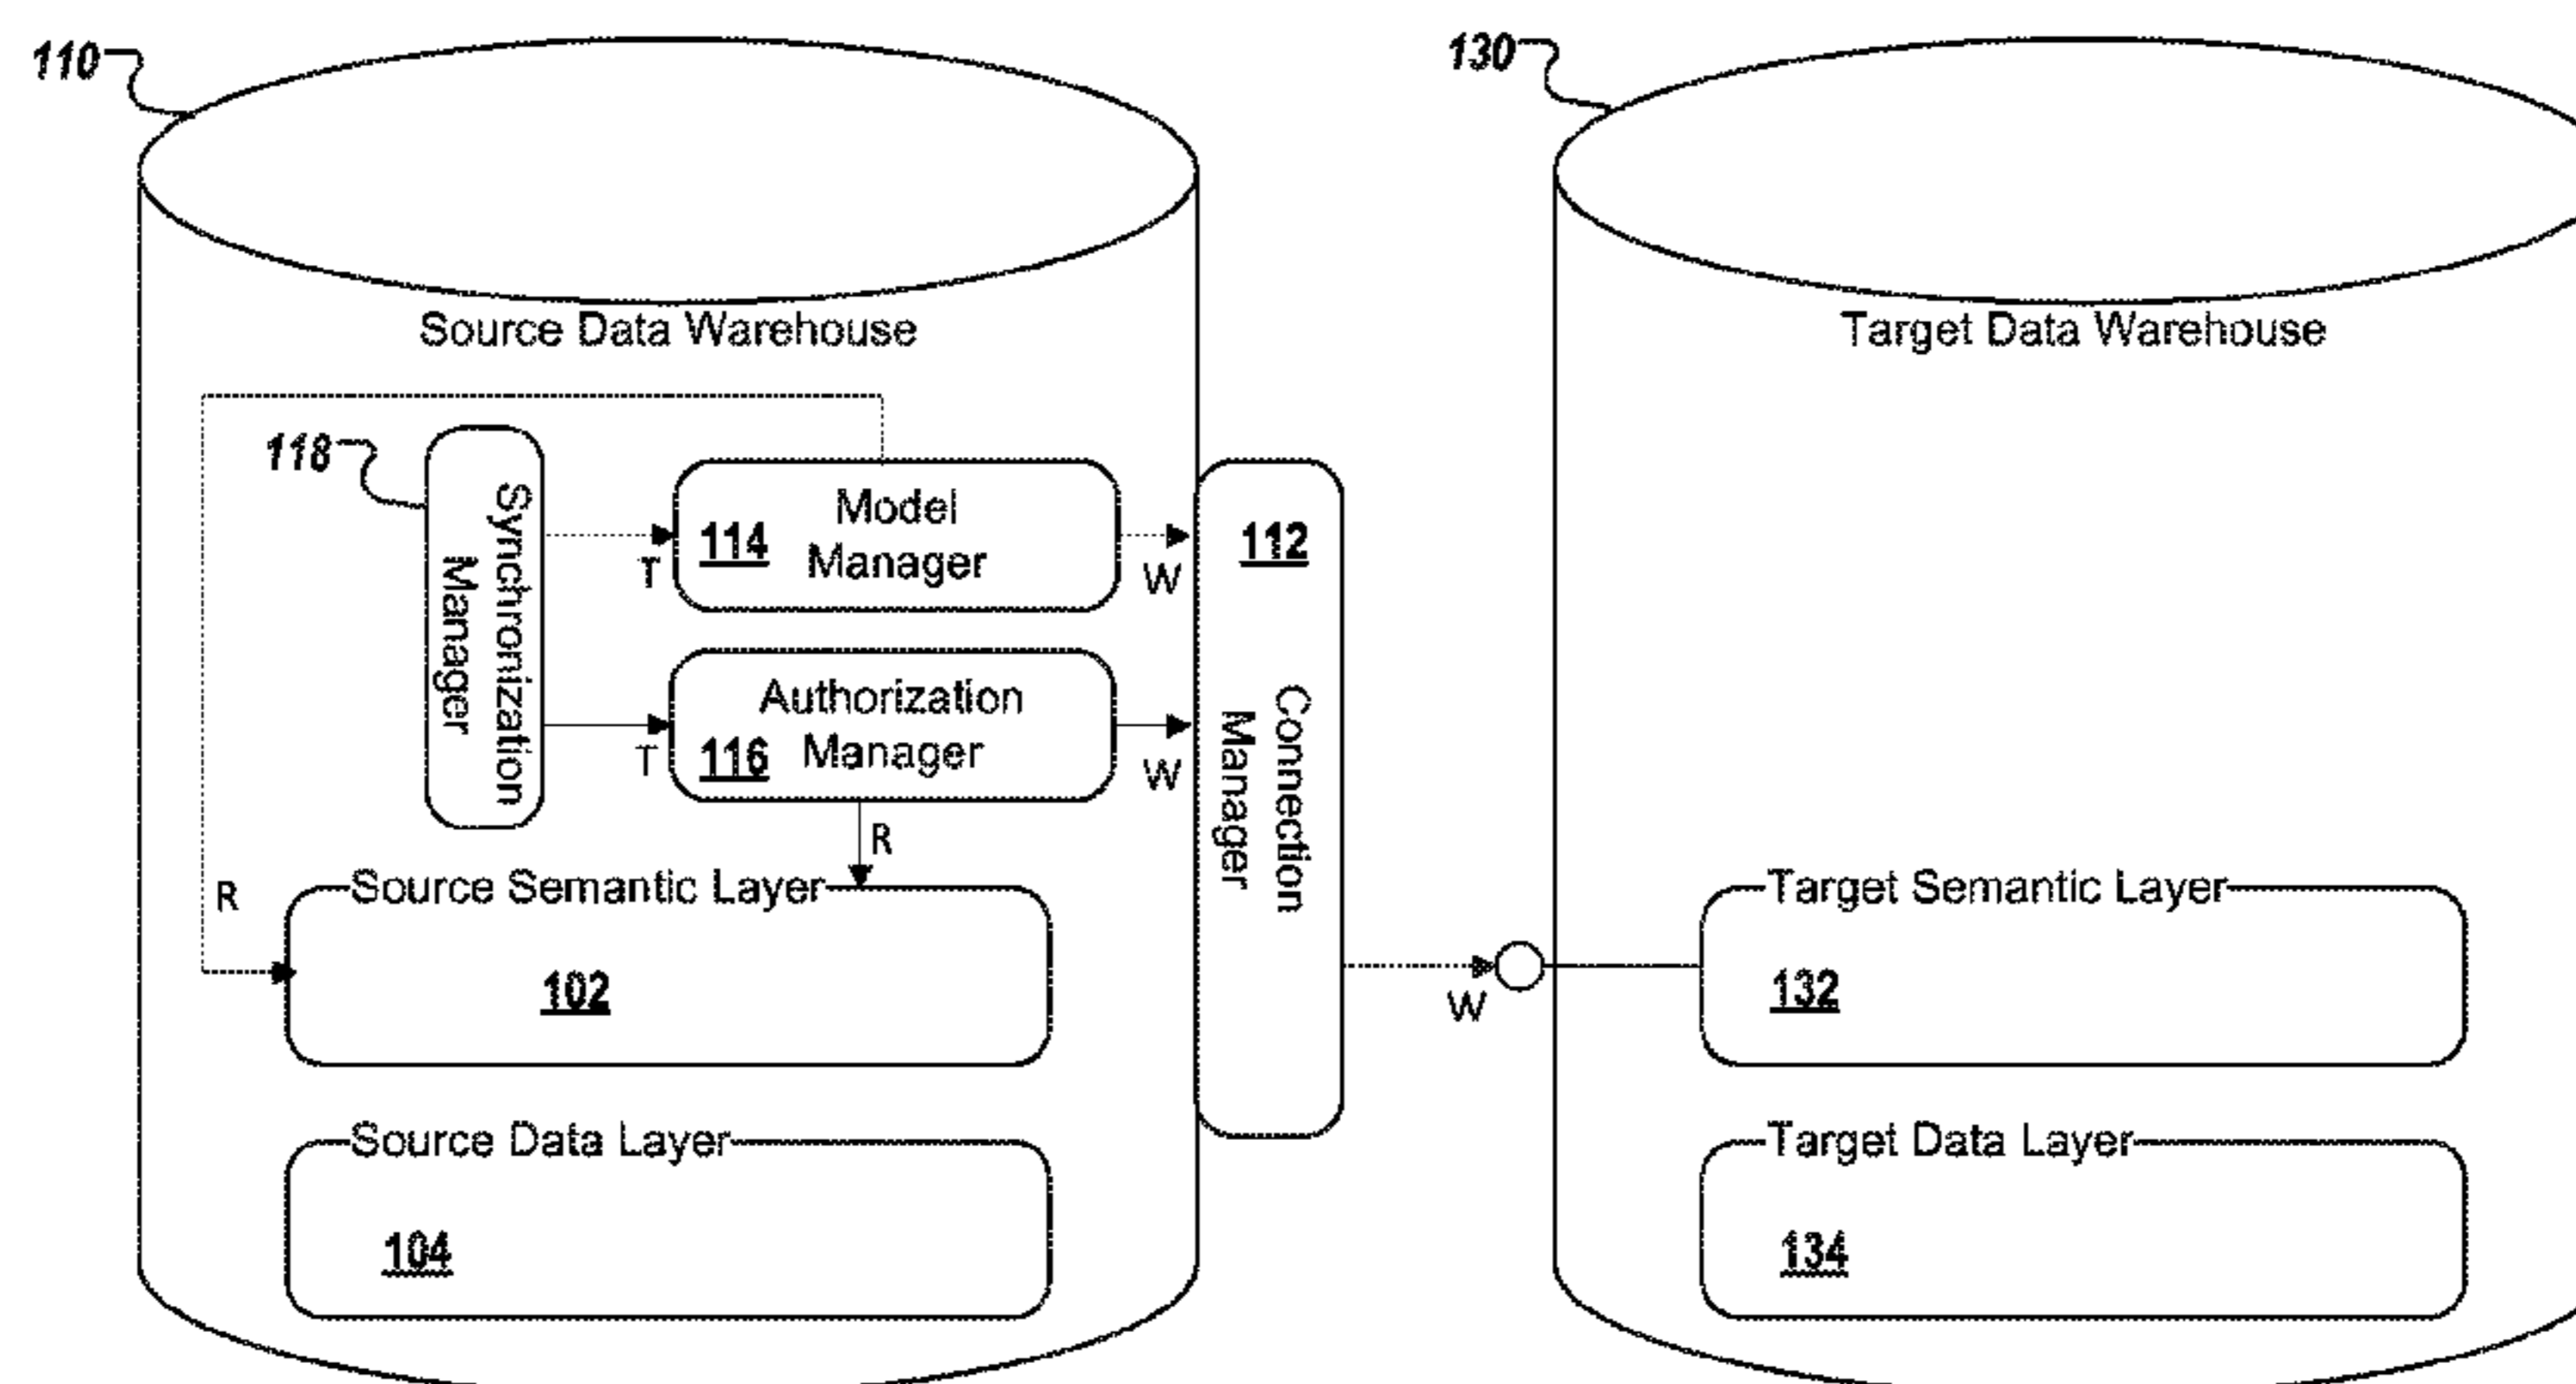 110
130
Source Data Warehouse
Target Data Warehouse
118
Synchronization
Manager
T
114
Model
Manager
W
112
Connection
Manager
T
116
Authorization
Manager
W
R
R
Source Semantic Layer
102
W
Target Semantic Layer
132
Source Data Layer
104
Target Data Layer
134